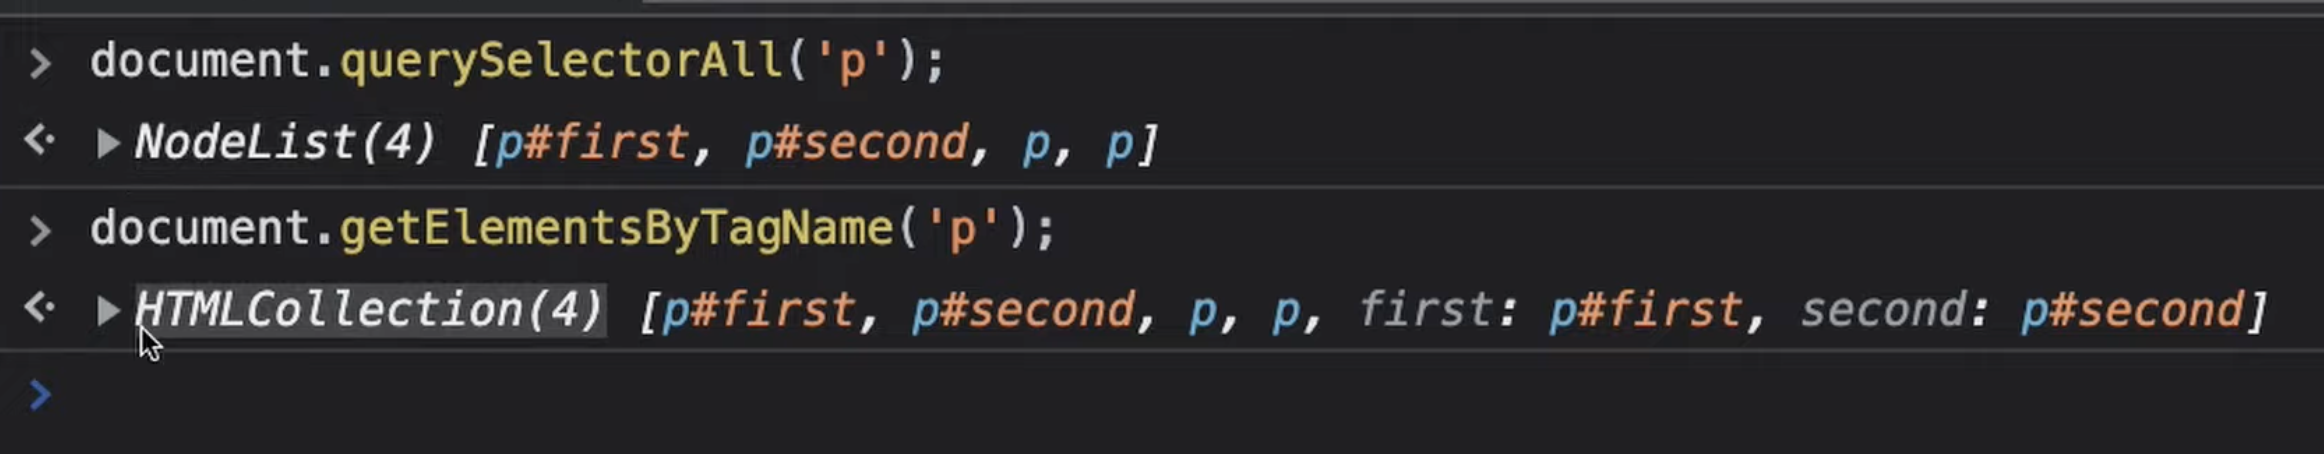 > document.querySelectorAll('p');
<· ▶ NodeList(4) [p#first, p#second, p, p]
> document.getElementsByTagName('p');
<· ▶ HTMLCollection(4) [p#first, p#second, p, p, first: p#first, second: p#second]
>